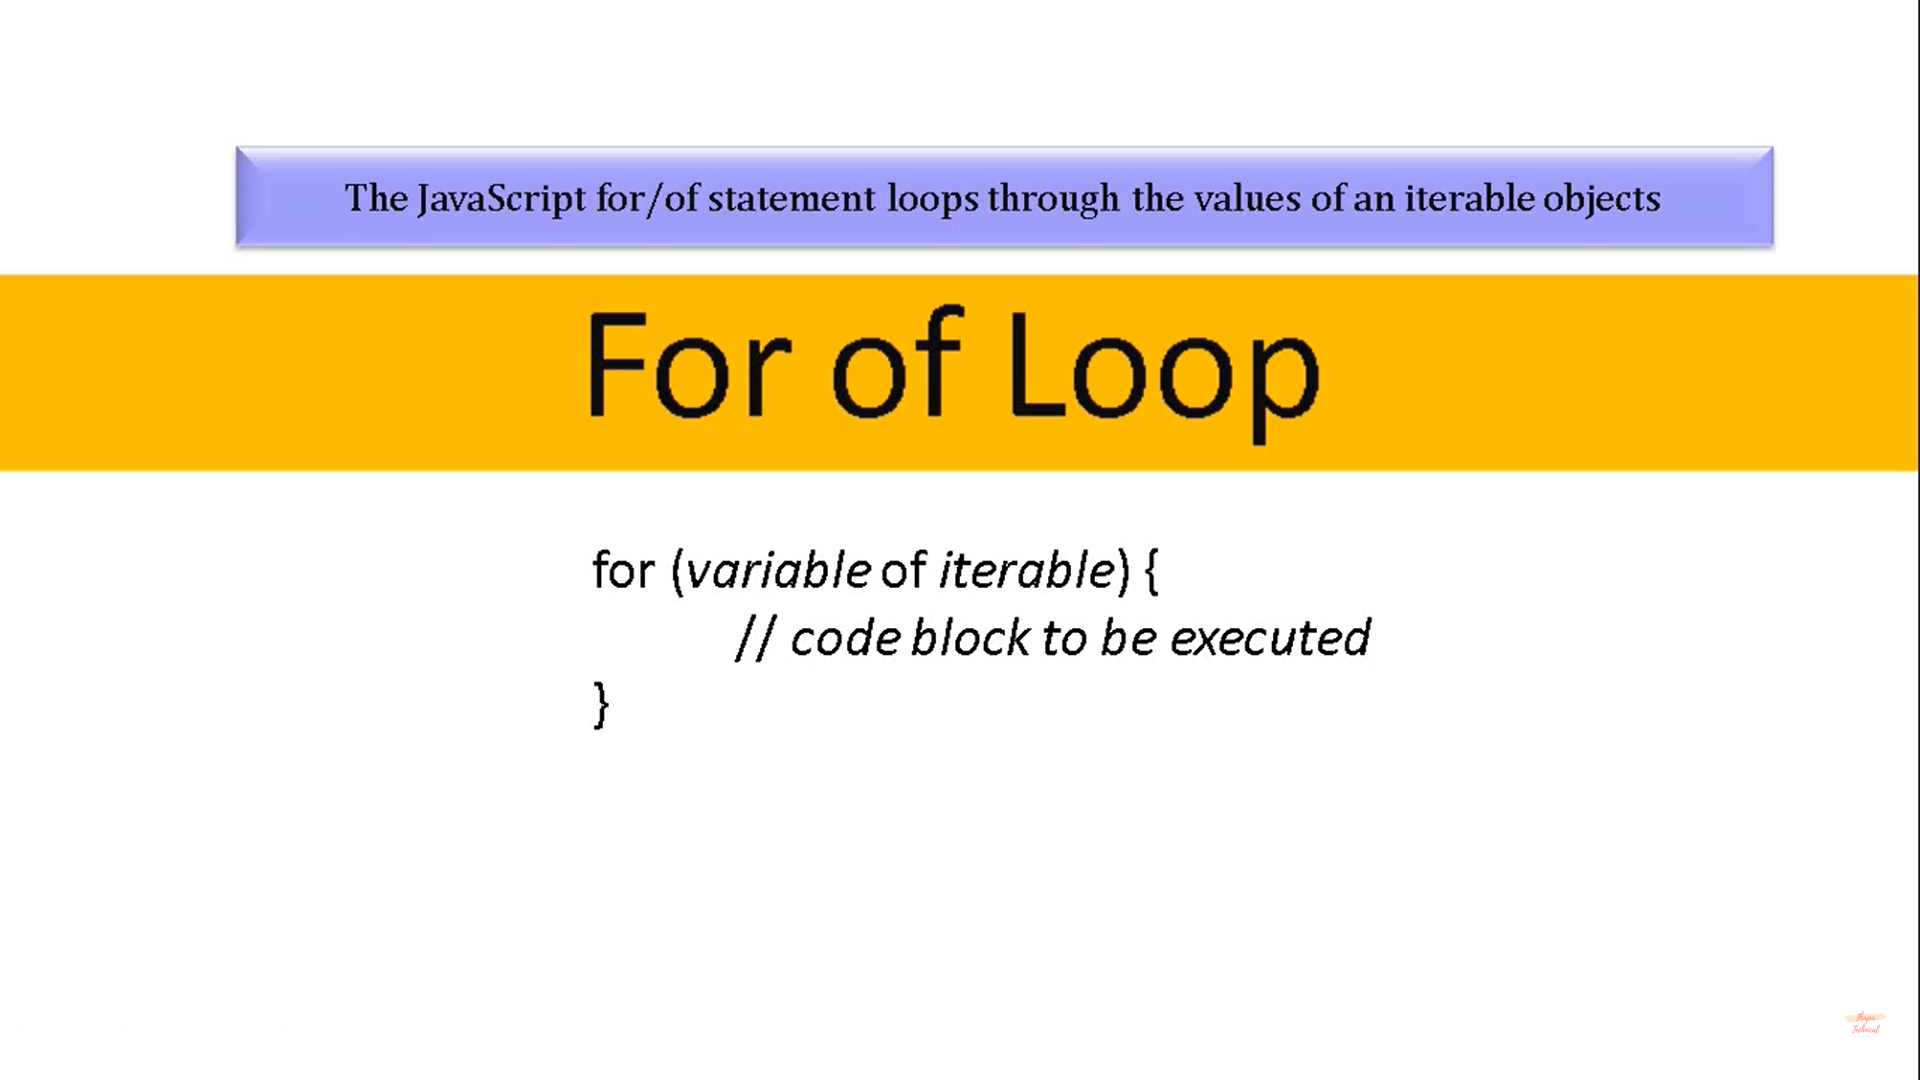 The JavaScript for/of statement loops through the values of an iterable objects
For of Loop
for (variable of iterable) {
// code block to be executed
}
Technical